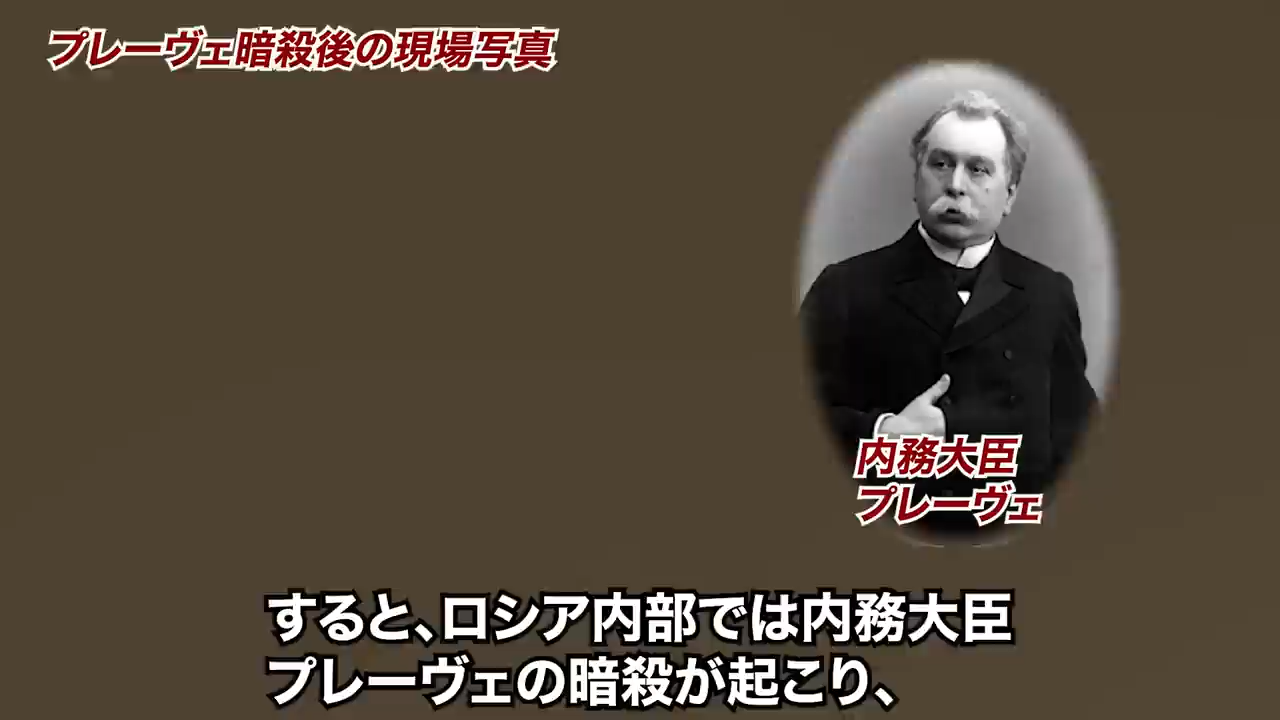 プレーヴェ暗殺後の現場写真
内務大臣
プレーヴェ
すると、ロシア内部では内務大臣
プレーヴェの暗殺が起こり、